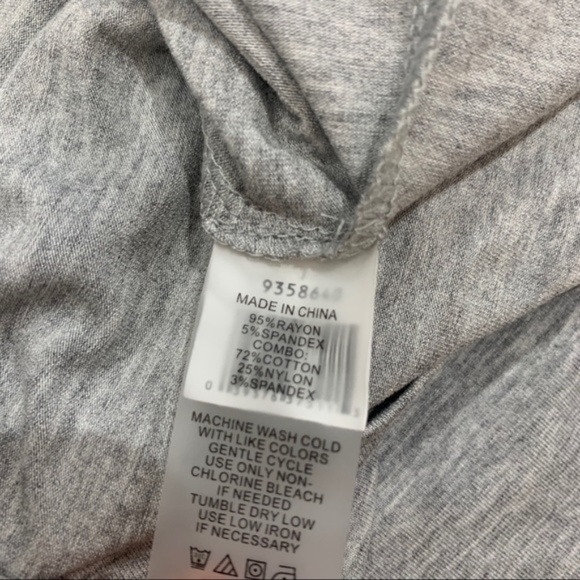 MADE IN CHINA
95%RAYON
5%SPANDEX
COMBO:
72%COTTON
25%NYLON
3%SPANDEX
MACHINE WASH COLD
WITH LIKE COLORS
GENTLE CYCLE
USE ONLY NON-
CHLORINE BLEACH
IF NEEDED
TUMBLE DRY LOW
USE LOW IRON
IF NECESSARY